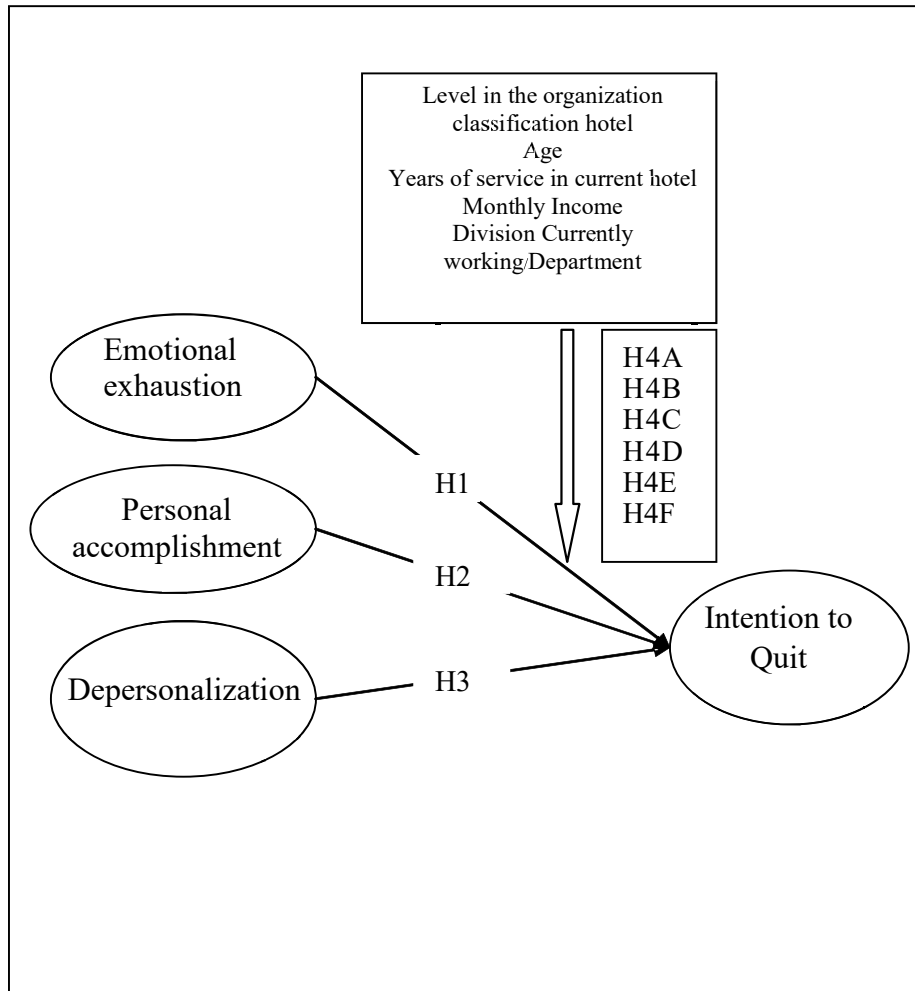 Level in the organization
classification hotel
Age
Years of service in current hotel
Monthly Income
Division Currently
working/Department
H4A
H4B
H4C
H4D
H4E
H4F
Emotional
exhaustion
H1
Personal
accomplishment
H2
Intention to
Quit
Depersonalization
H3